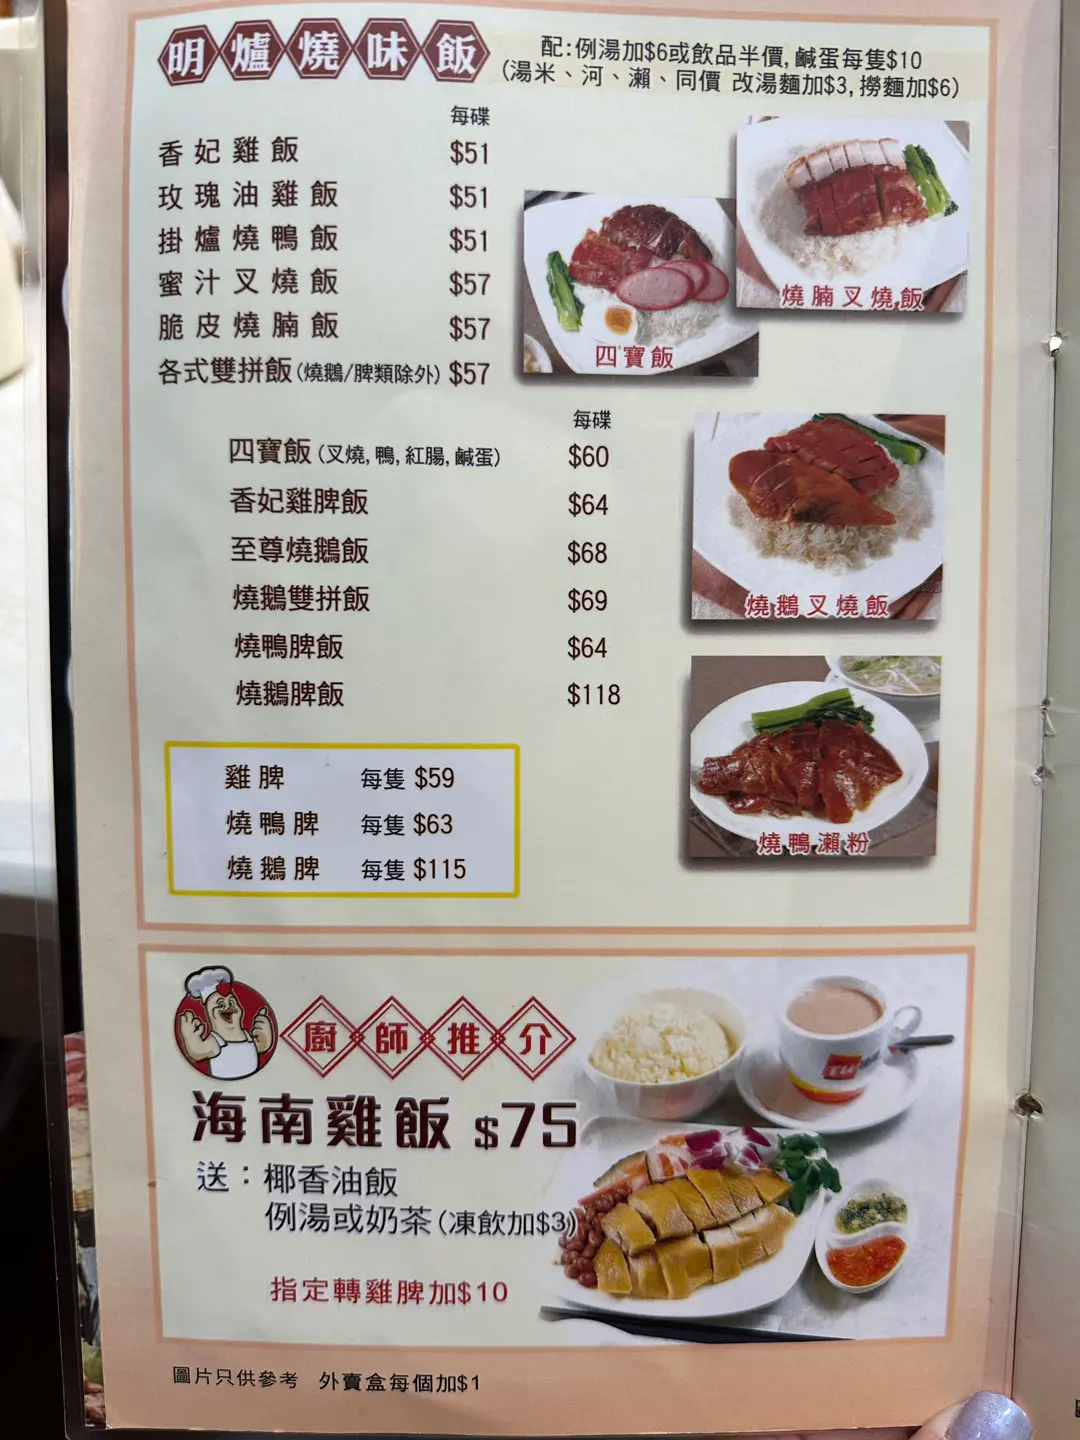 明爐燒味飯
配:例湯加$6或飲品半價,鹹蛋每隻$10
(湯米、河、瀨、同價 改湯麵加$3,撈麵加$6)
每碟
香妃雞飯 $51
玫瑰油雞飯 $51
掛爐燒鴨飯 $51
蜜汁叉燒飯 $57
脆皮燒腩飯 $57
各式雙拼飯(燒鵝/脾類除外) $57
燒腩叉燒飯
四寶飯
每碟
四寶飯(叉燒,鴨,紅腸,鹹蛋) $60
香妃雞脾飯 $64
至尊燒鵝飯 $68
燒鵝雙拼飯 $69
燒鴨脾飯 $64
燒鵝脾飯 $118
燒鵝叉燒飯
燒鴨瀨粉
雞脾 每隻 $59
燒鴨脾 每隻 $63
燒鵝脾 每隻 $115
廚師推介
海南雞飯 $75
送:椰香油飯
例湯或奶茶(凍飲加$3)
指定轉雞脾加$10
圖片只供參考 外賣盒每個加$1